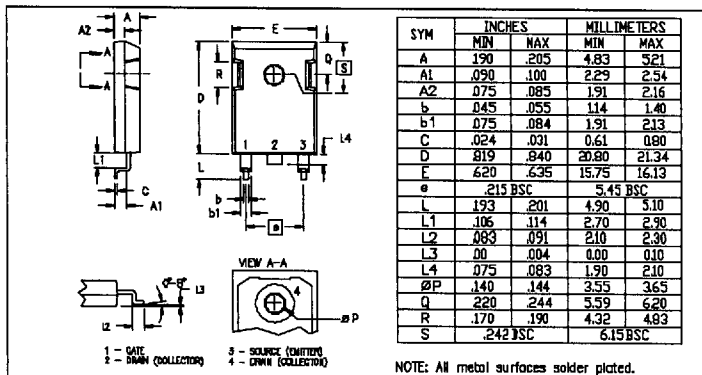 A
A2
A
A
L1
C
A1
E
Q
S
R
D
1 2 3
L4
L
b
b1
e
VIEW A-A
4
ØP
0°-8°
L3
L2
1 - GATE
2 - DRAIN (COLLECTOR)
3 - SOURCE (EMITTER)
4 - DRAIN (COLLECTOR)
SYM INCHES MILLIMETERS
MIN MAX MIN MAX
A .190 .205 4.83 5.21
A1 .090 .100 2.29 2.54
A2 .075 .085 1.91 2.16
b .045 .055 1.14 1.40
b1 .075 .084 1.91 2.13
C .024 .031 0.61 0.80
D .819 .840 20.80 21.34
E .620 .635 15.75 16.13
e .215 BSC 5.45 BSC
L .193 .201 4.90 5.10
L1 .106 .114 2.70 2.90
L2 .083 .091 2.10 2.30
L3 .00 .004 0.00 0.10
L4 .075 .083 1.90 2.10
ØP .140 .144 3.55 3.65
Q .220 .244 5.59 6.20
R .170 .190 4.32 4.83
S .242 BSC 6.15 BSC
NOTE: All metal surfaces solder plated.